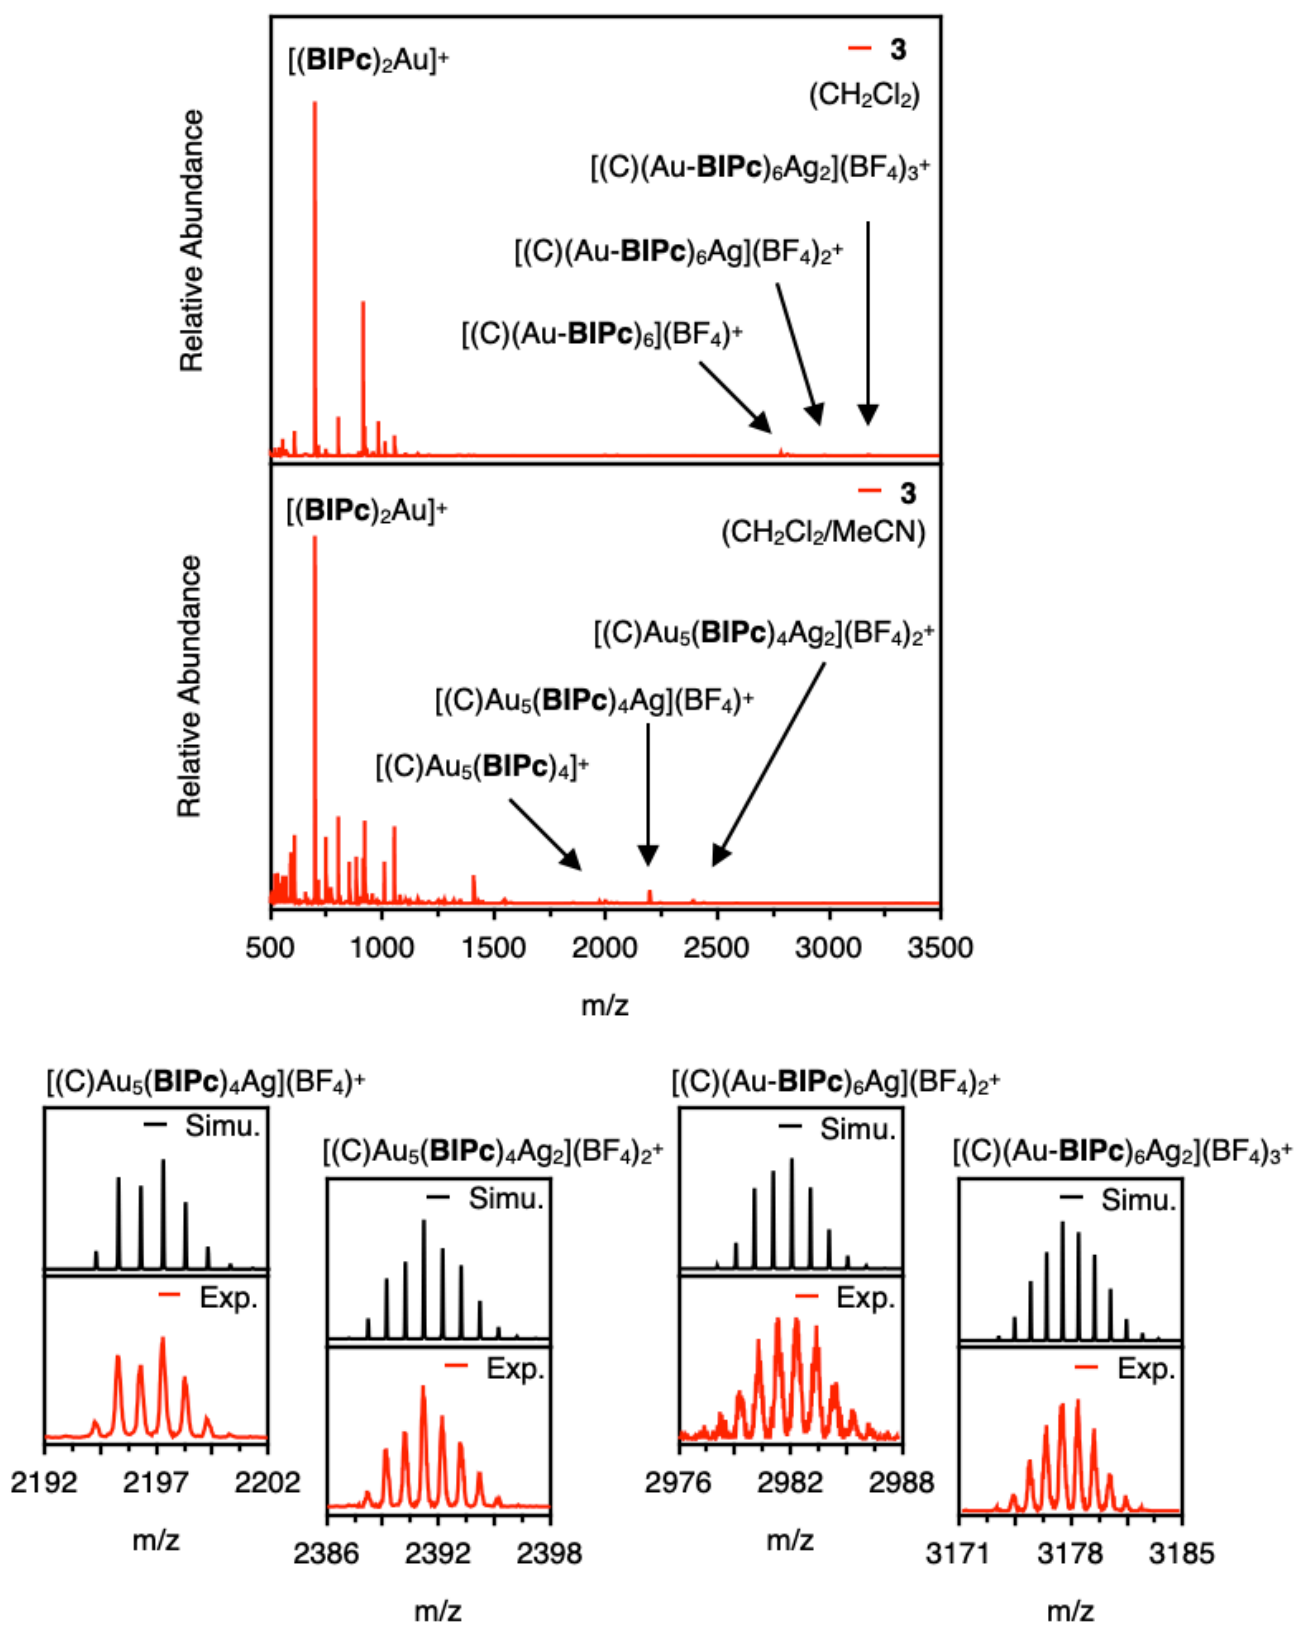 [(BIPc)₂Au]⁺
3
(CH₂Cl₂)
[(C)(Au-BIPc)₆Ag₂](BF₄)₃⁺
[(C)(Au-BIPc)₆Ag](BF₄)₂⁺
[(C)(Au-BIPc)₆](BF₄)⁺
Relative Abundance
[(BIPc)₂Au]⁺
3
(CH₂Cl₂/MeCN)
[(C)Au₅(BIPc)₄Ag₂](BF₄)₂⁺
[(C)Au₅(BIPc)₄Ag](BF₄)⁺
[(C)Au₅(BIPc)₄]⁺
Relative Abundance
500 1000 1500 2000 2500 3000 3500
m/z
[(C)Au₅(BIPc)₄Ag](BF₄)⁺
Simu.
Exp.
2192 2197 2202
m/z
[(C)Au₅(BIPc)₄Ag₂](BF₄)₂⁺
Simu.
Exp.
2386 2392 2398
m/z
[(C)(Au-BIPc)₆Ag](BF₄)₂⁺
Simu.
Exp.
2976 2982 2988
m/z
[(C)(Au-BIPc)₆Ag₂](BF₄)₃⁺
Simu.
Exp.
3171 3178 3185
m/z